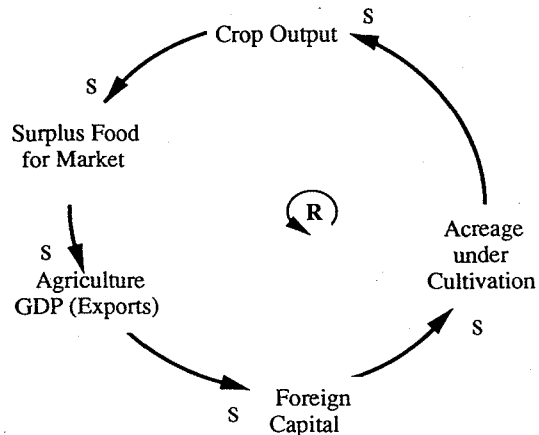 Crop Output
S
S
Surplus Food
for Market
R
S
Agriculture
GDP (Exports)
Acreage
under
Cultivation
S
S
Foreign
Capital